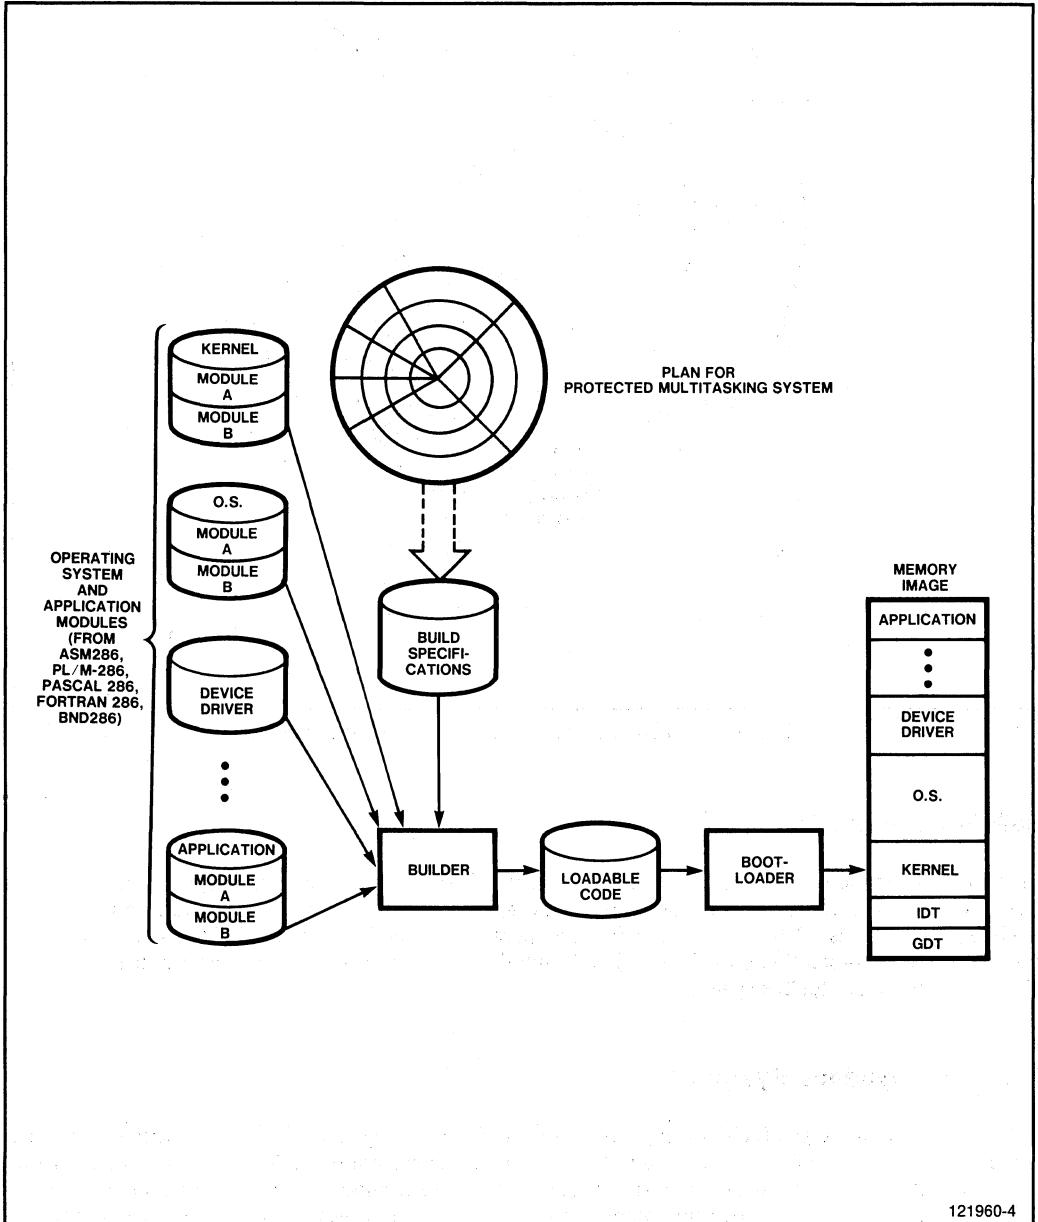 PLAN FOR
PROTECTED MULTITASKING SYSTEM
KERNEL
MODULE
A
MODULE
B
O.S.
MODULE
A
MODULE
B
OPERATING
SYSTEM
AND
APPLICATION
MODULES
(FROM
ASM286,
PL/M-286,
PASCAL 286,
FORTRAN 286,
BND286)
DEVICE
DRIVER
APPLICATION
MODULE
A
MODULE
B
BUILD
SPECIFI-
CATIONS
BUILDER
LOADABLE
CODE
BOOT-
LOADER
MEMORY
IMAGE
APPLICATION
DEVICE
DRIVER
O.S.
KERNEL
IDT
GDT
121960-4